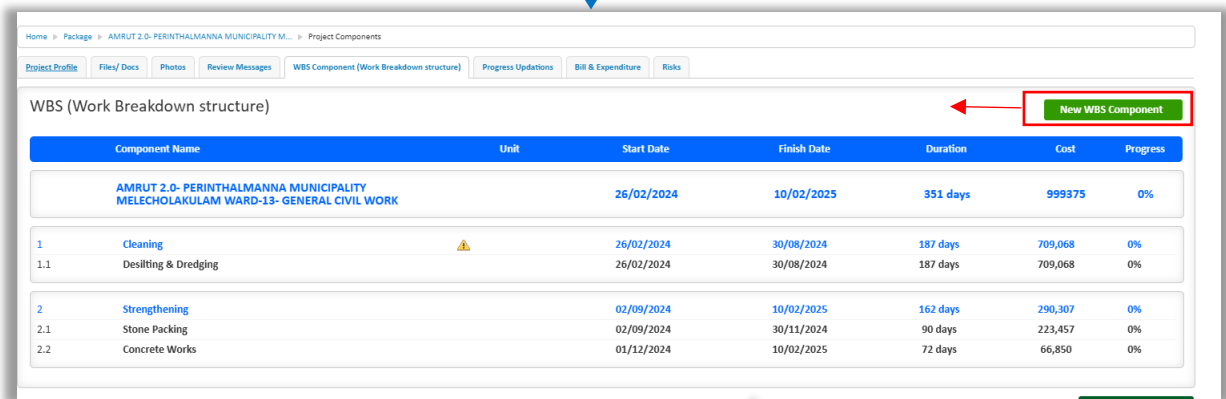 Home Package AMRUT 2.0- PERINTHALMANNA MUNICIPALITY M... Project Components
Project Profile Files/ Docs Photos Review Messages WBS Component (Work Breakdown structure) Progress Updations Bill & Expenditure Risks
WBS (Work Breakdown structure) New WBS Component
Component Name Unit Start Date Finish Date Duration Cost Progress
AMRUT 2.0- PERINTHALMANNA MUNICIPALITY
MELECHOLAKULAM WARD-13- GENERAL CIVIL WORK 26/02/2024 10/02/2025 351 days 999375 0%
1 Cleaning 26/02/2024 30/08/2024 187 days 709,068 0%
1.1 Desilting & Dredging 26/02/2024 30/08/2024 187 days 709,068 0%
2 Strengthening 02/09/2024 10/02/2025 162 days 290,307 0%
2.1 Stone Packing 02/09/2024 30/11/2024 90 days 223,457 0%
2.2 Concrete Works 01/12/2024 10/02/2025 72 days 66,850 0%